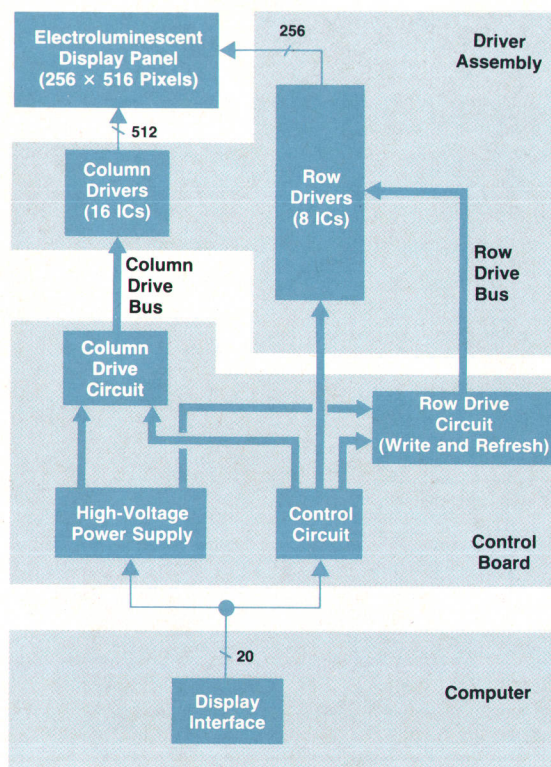 Electroluminescent
Display Panel
(256 × 516 Pixels)
256
Driver
Assembly
512
Column
Drivers
(16 ICs)
Row
Drivers
(8 ICs)
Column
Drive
Bus
Row
Drive
Bus
Column
Drive
Circuit
Row Drive
Circuit
(Write and Refresh)
High-Voltage
Power Supply
Control
Circuit
Control
Board
20
Display
Interface
Computer